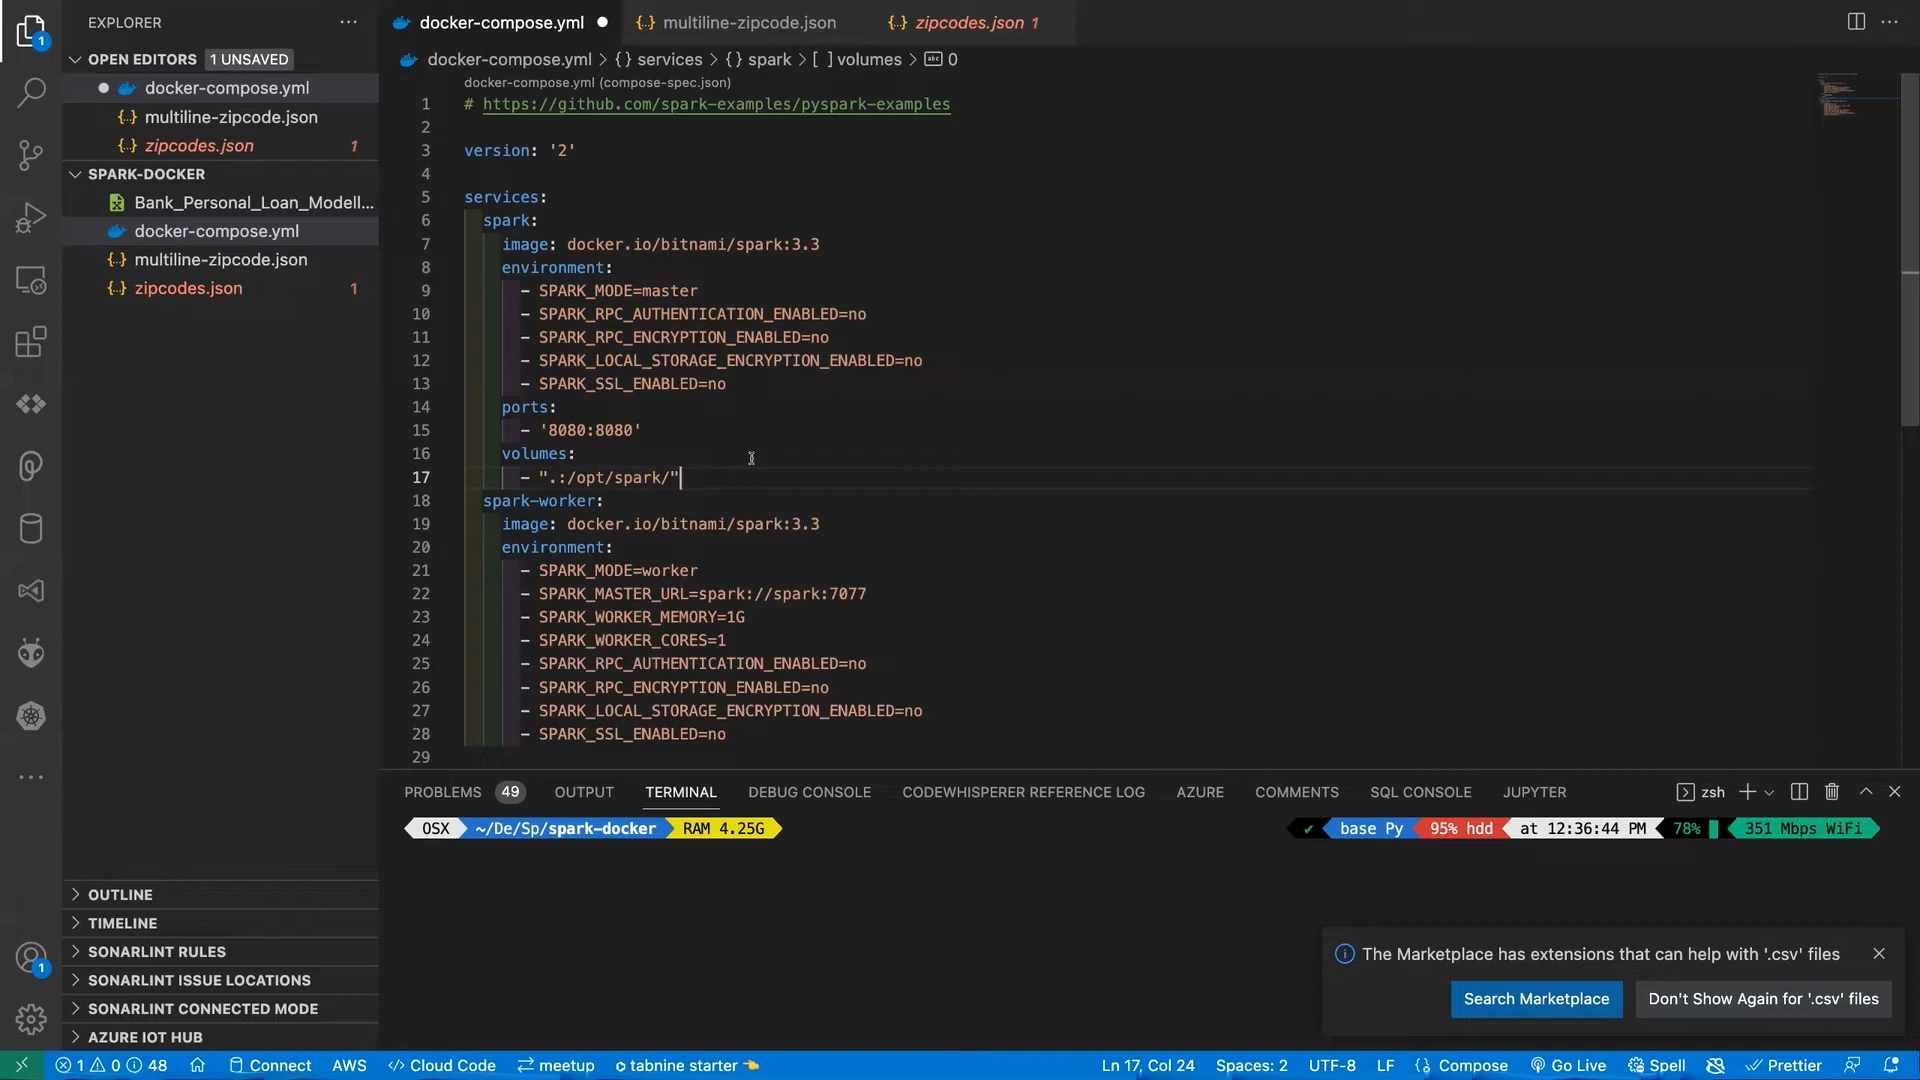 EXPLORER
OPEN EDITORS 1 UNSAVED
docker-compose.yml
multiline-zipcode.json
zipcodes.json 1
SPARK-DOCKER
Bank_Personal_Loan_Modell...
docker-compose.yml
multiline-zipcode.json
zipcodes.json 1
OUTLINE
TIMELINE
SONARLINT RULES
SONARLINT ISSUE LOCATIONS
SONARLINT CONNECTED MODE
AZURE IOT HUB
1
1
docker-compose.yml multiline-zipcode.json zipcodes.json 1
docker-compose.yml > {} services > {} spark > [ ] volumes > abc 0
docker-compose.yml (compose-spec.json)
1 # https://github.com/spark-examples/pyspark-examples
2
3 version: '2'
4
5 services:
6 spark:
7 image: docker.io/bitnami/spark:3.3
8 environment:
9 - SPARK_MODE=master
10 - SPARK_RPC_AUTHENTICATION_ENABLED=no
11 - SPARK_RPC_ENCRYPTION_ENABLED=no
12 - SPARK_LOCAL_STORAGE_ENCRYPTION_ENABLED=no
13 - SPARK_SSL_ENABLED=no
14 ports:
15 - '8080:8080'
16 volumes:
17 - ".:/opt/spark/"
18 spark-worker:
19 image: docker.io/bitnami/spark:3.3
20 environment:
21 - SPARK_MODE=worker
22 - SPARK_MASTER_URL=spark://spark:7077
23 - SPARK_WORKER_MEMORY=1G
24 - SPARK_WORKER_CORES=1
25 - SPARK_RPC_AUTHENTICATION_ENABLED=no
26 - SPARK_RPC_ENCRYPTION_ENABLED=no
27 - SPARK_LOCAL_STORAGE_ENCRYPTION_ENABLED=no
28 - SPARK_SSL_ENABLED=no
29
PROBLEMS 49 OUTPUT TERMINAL DEBUG CONSOLE CODEWHISPERER REFERENCE LOG AZURE COMMENTS SQL CONSOLE JUPYTER zsh
OSX ~/De/Sp/spark-docker RAM 4.25G ✔ base Py 95% hdd at 12:36:44 PM 78% 351 Mbps WiFi
The Marketplace has extensions that can help with '.csv' files
Search Marketplace Don't Show Again for '.csv' files
1 0 48 Connect AWS </> Cloud Code meetup tabnine starter Ln 17, Col 24 Spaces: 2 UTF-8 LF {} Compose Go Live Spell Prettier